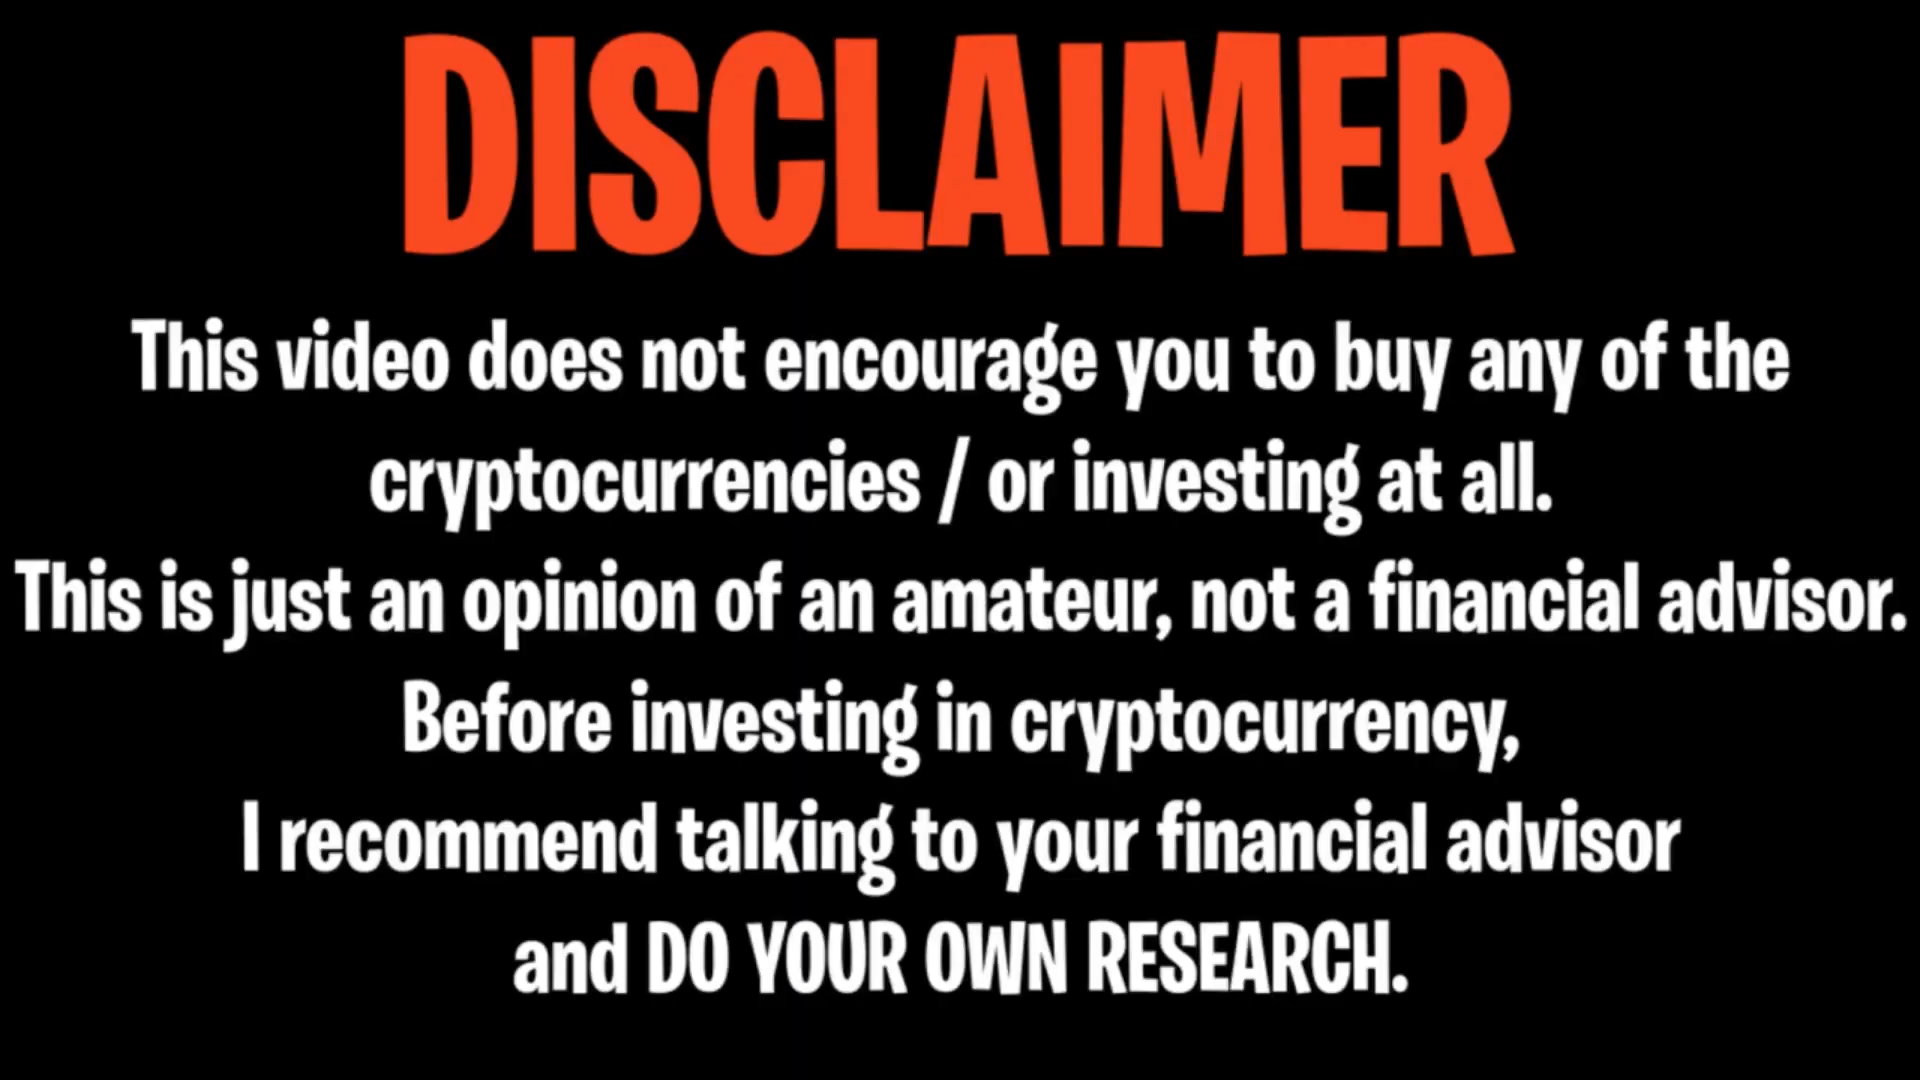 DISCLAIMER
This video does not encourage you to buy any of the
cryptocurrencies / or investing at all.
This is just an opinion of an amateur, not a financial advisor.
Before investing in cryptocurrency,
I recommend talking to your financial advisor
and DO YOUR OWN RESEARCH.